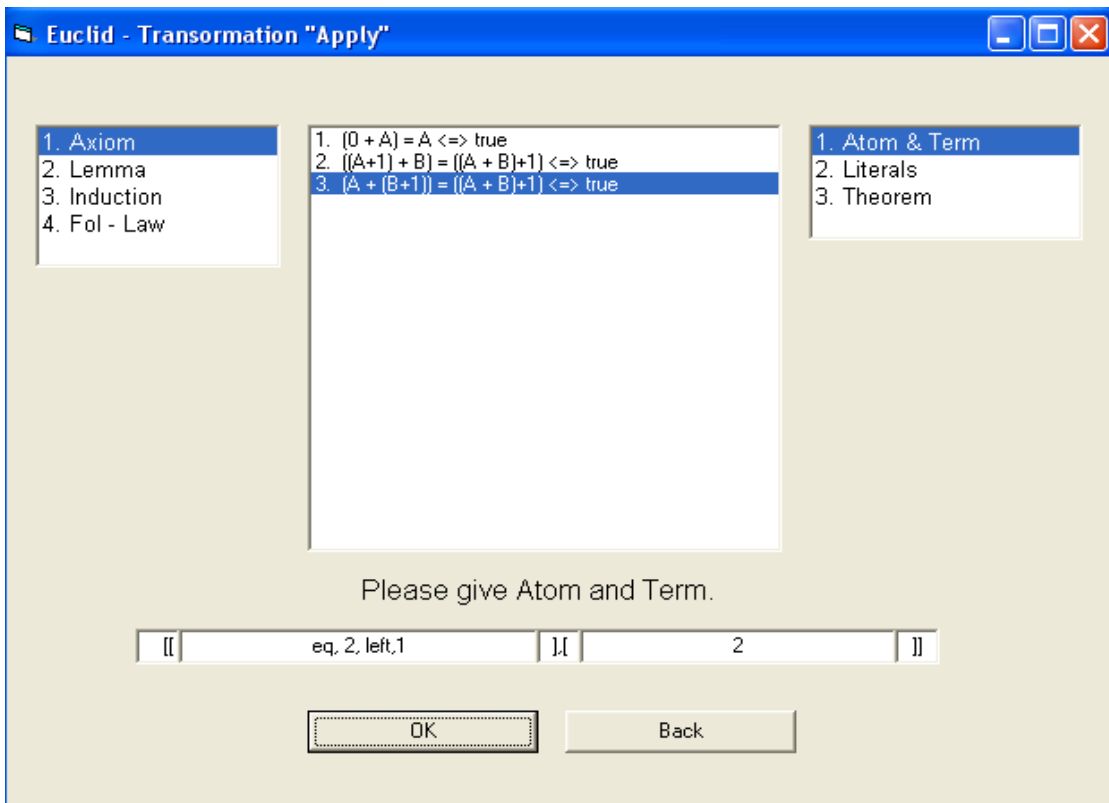 Euclid - Transormation "Apply"
1. Axiom
2. Lemma
3. Induction
4. Fol - Law
1. (0 + A) = A <=> true
2. ((A+1) + B) = ((A + B)+1) <=> true
3. (A + (B+1)) = ((A + B)+1) <=> true
1. Atom & Term
2. Literals
3. Theorem
Please give Atom and Term.
[[ eq, 2, left,1 ],[ 2 ]]
OK Back